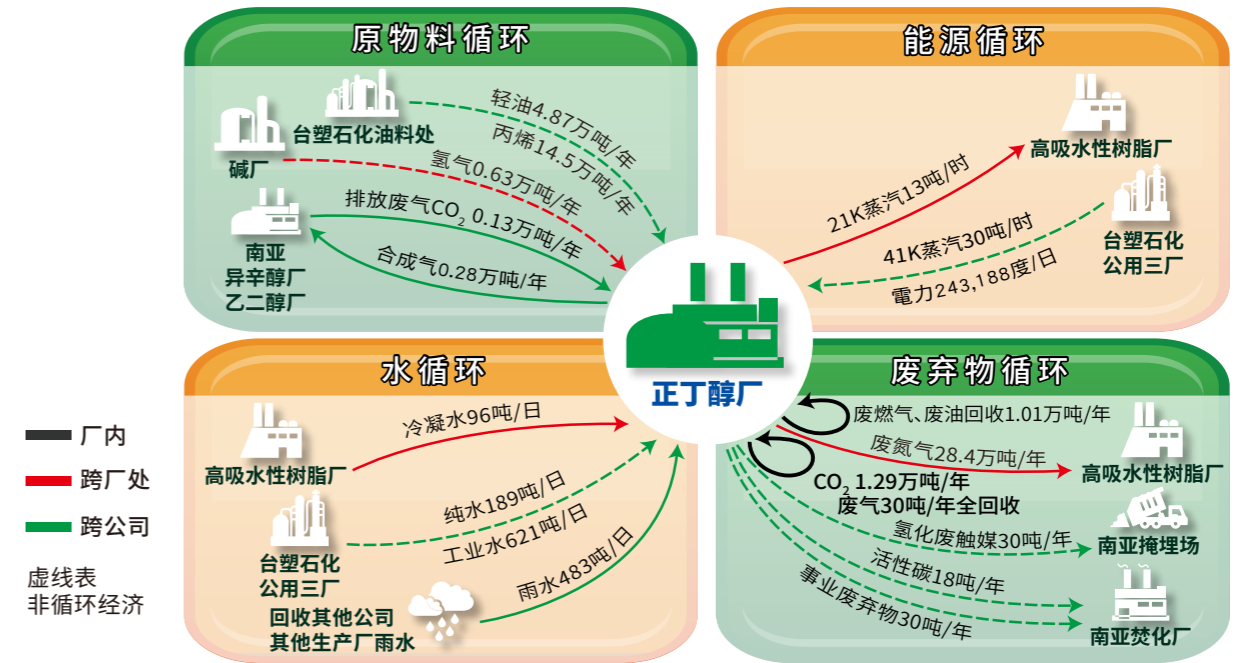 原物料循环
台塑石化油料处
碱厂
南亚
异辛醇厂
乙二醇厂
轻油4.87万吨/年
丙烯14.5万吨/年
氢气0.63万吨/年
排放废气CO2 0.13万吨/年
合成气0.28万吨/年
能源循环
高吸水性树脂厂
21K蒸汽13吨/时
台塑石化
公用三厂
41K蒸汽30吨/时
電力243,188度/日
正丁醇厂
水循环
高吸水性树脂厂
冷凝水96吨/日
台塑石化
公用三厂
纯水189吨/日
工业水621吨/日
回收其他公司
其他生产厂雨水
雨水483吨/日
废弃物循环
废燃气、废油回收1.01万吨/年
废氮气28.4万吨/年
高吸水性树脂厂
CO2 1.29万吨/年
废气30吨/年全回收
氢化废触媒30吨/年
南亚掩埋场
活性碳18吨/年
事业废弃物30吨/年
南亚焚化厂
厂内
跨厂处
跨公司
虚线表
非循环经济